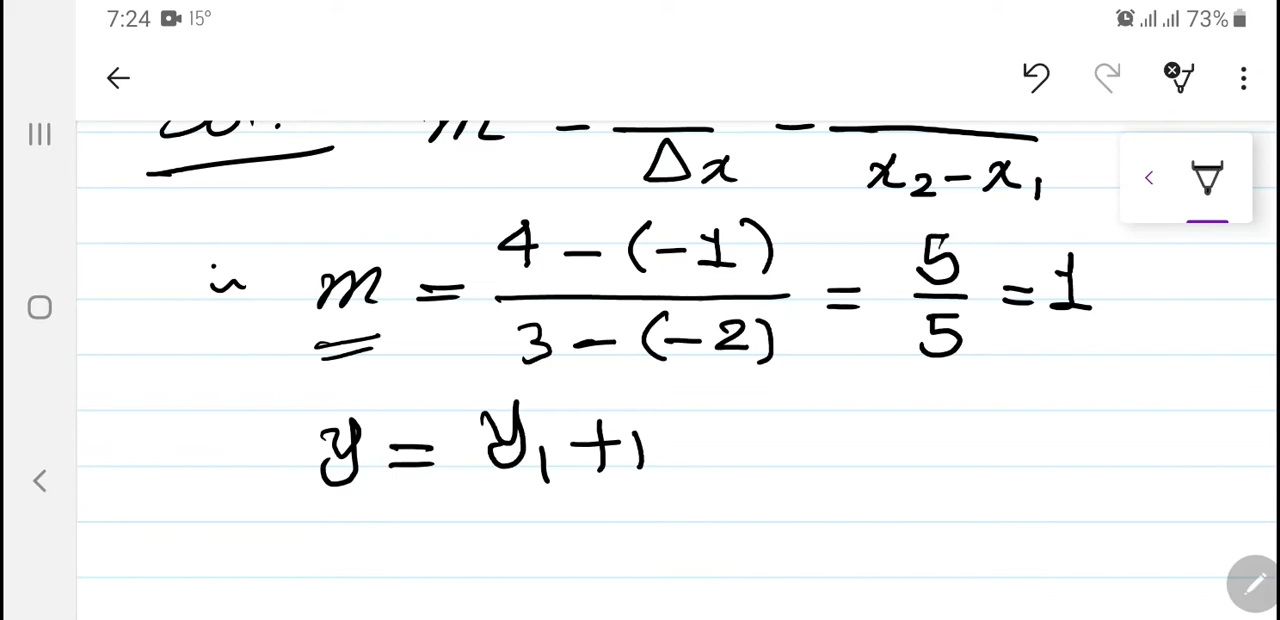 7:24 15° 73%
m = / Δx = / x₂ - x₁
m = 4 - (-1) / 3 - (-2) = 5 / 5 = 1
y = y₁ + 1